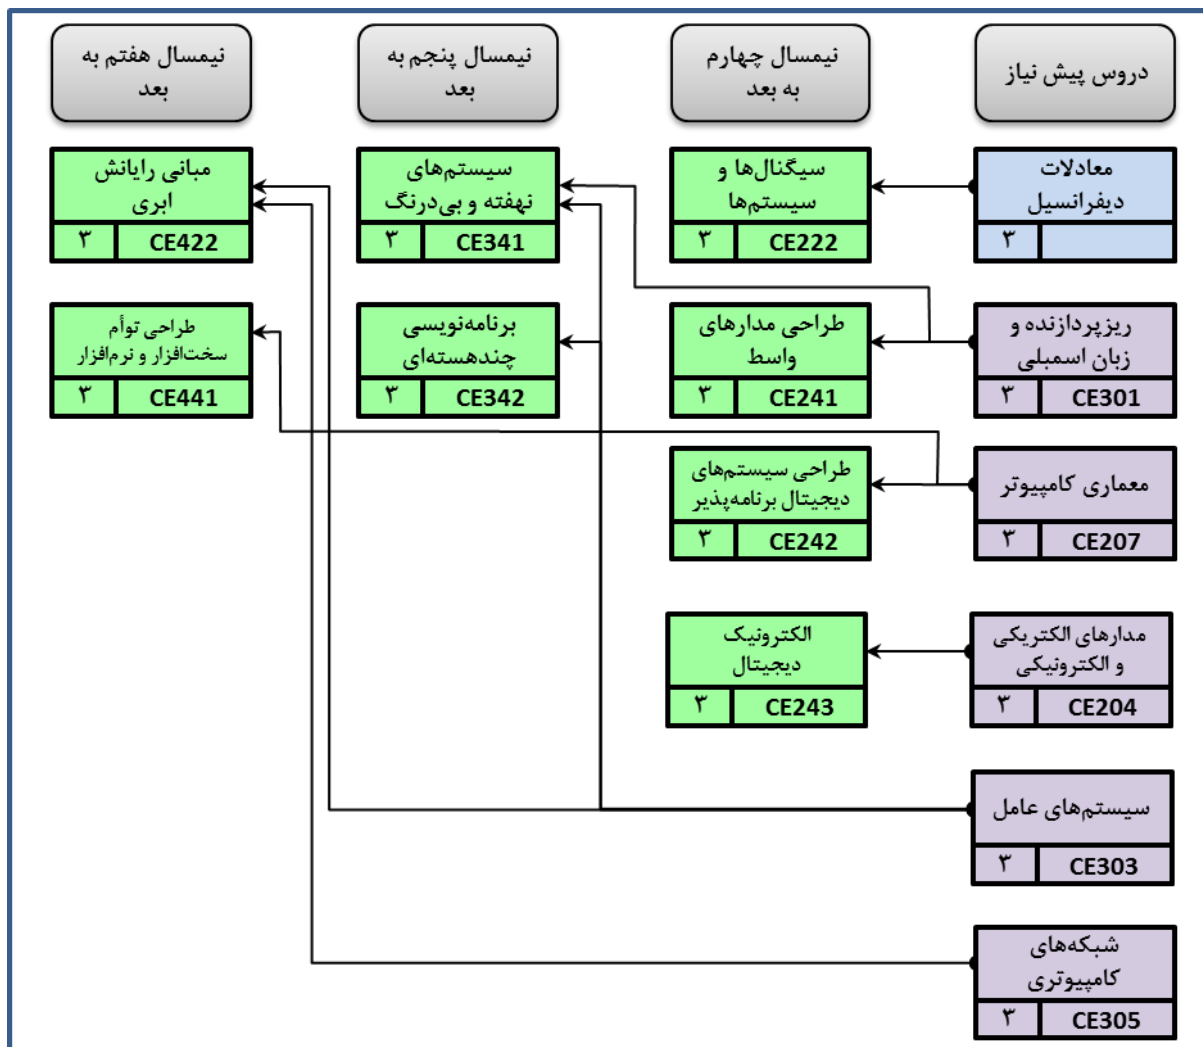 دروس پیش نیاز
نیمسال چهارم
به بعد
نیمسال پنجم به
بعد
نیمسال هفتم به
بعد
معادلات
دیفرانسیل
۳
سیگنال‌ها و
سیستم‌ها
CE222 ۳
سیستم‌های
نهفته و بی‌درنگ
CE341 ۳
مبانی رایانش
ابری
CE422 ۳
ریزپردازنده و
زبان اسمبلی
CE301 ۳
طراحی مدارهای
واسط
CE241 ۳
برنامه‌نویسی
چندهسته‌ای
CE342 ۳
طراحی توأم
سخت‌افزار و نرم‌افزار
CE441 ۳
معماری کامپیوتر
CE207 ۳
طراحی سیستم‌های
دیجیتال برنامه‌پذیر
CE242 ۳
مدارهای الکتریکی
و الکترونیکی
CE204 ۳
الکترونیک
دیجیتال
CE243 ۳
سیستم‌های عامل
CE303 ۳
شبکه‌های
کامپیوتری
CE305 ۳